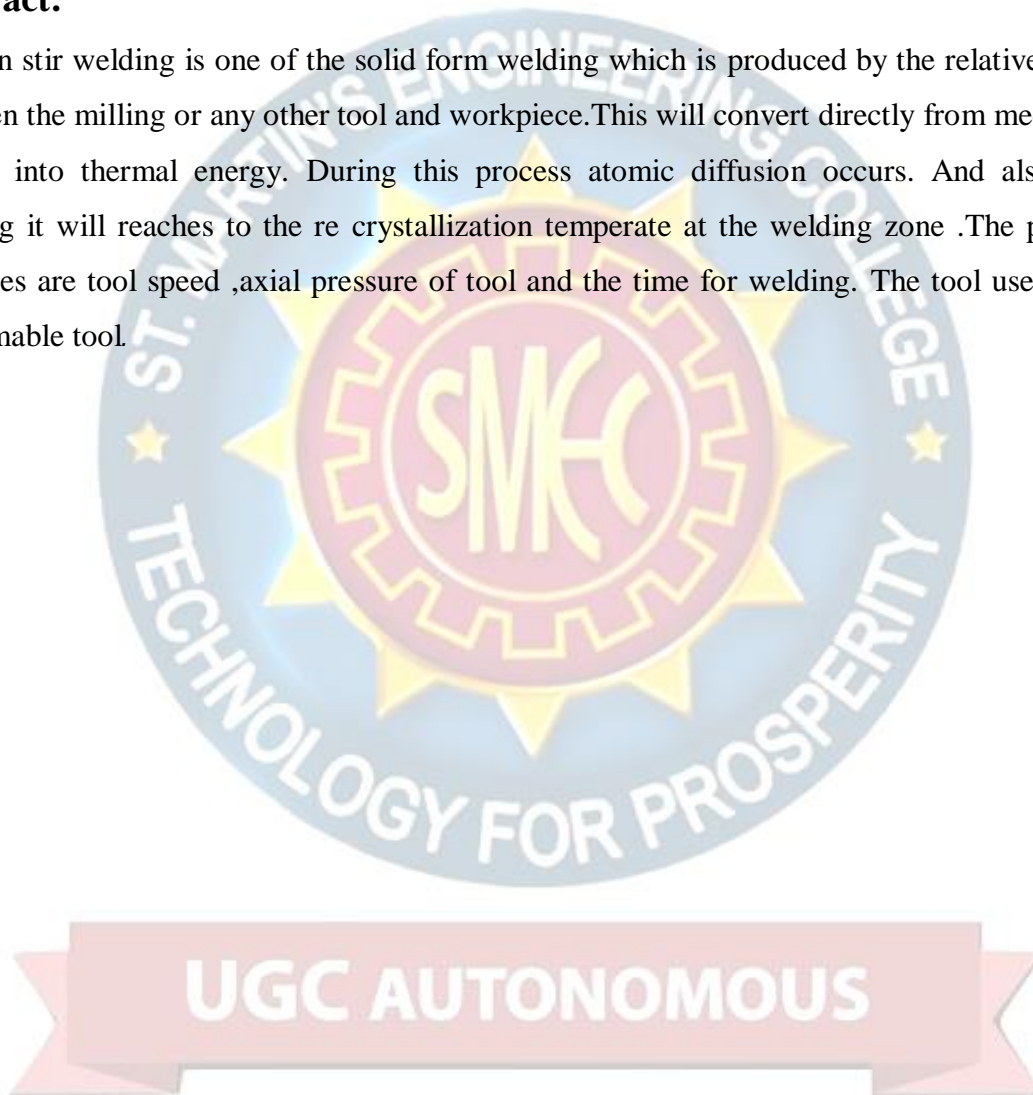 act:
n stir welding is one of the solid form welding which is produced by the relative
en the milling or any other tool and workpiece.This will convert directly from me
into thermal energy. During this process atomic diffusion occurs. And als
g it will reaches to the re crystallization temperate at the welding zone .The p
es are tool speed ,axial pressure of tool and the time for welding. The tool use
mable tool.
ST. MARTIN'S ENGINEERING COLLEGE
SMEC
TECHNOLOGY FOR PROSPERITY
UGC AUTONOMOUS